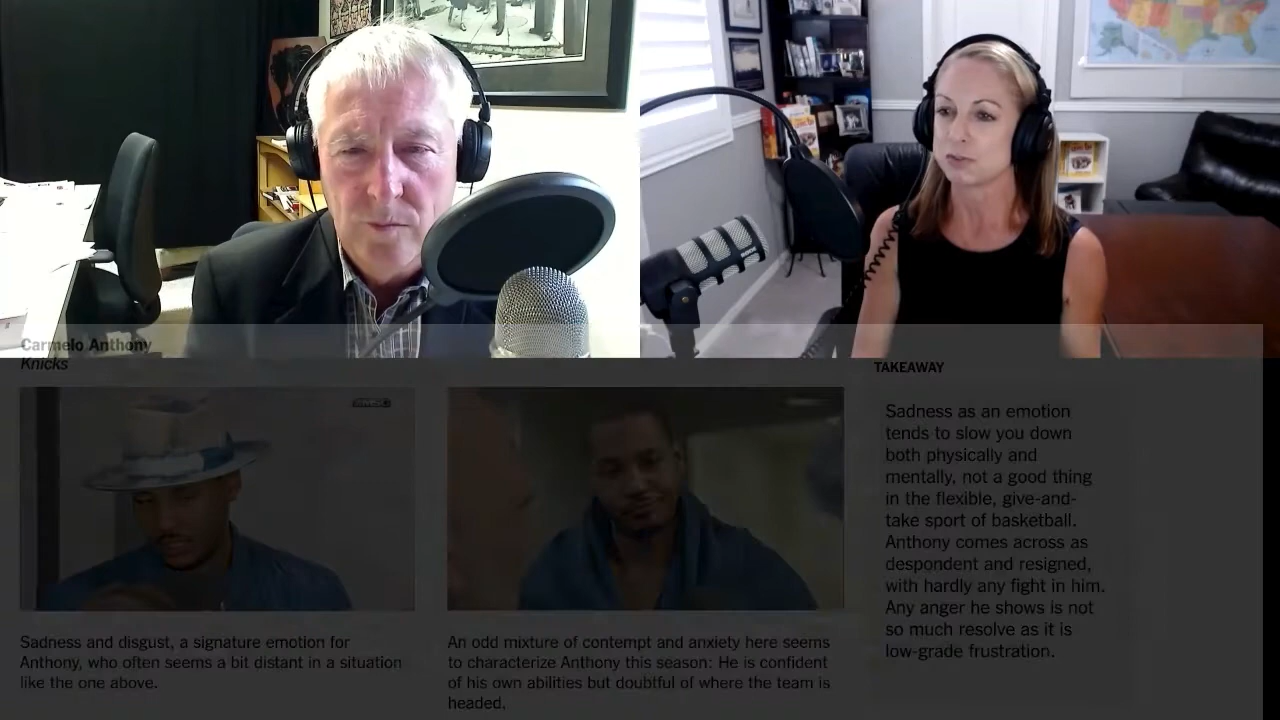 Carmelo Anthony
Knicks
TAKEAWAY
Sadness as an emotion
tends to slow you down
both physically and
mentally, not a good thing
in the flexible, give-and-
take sport of basketball.
Anthony comes across as
despondent and resigned,
with hardly any fight in him.
Any anger he shows is not
so much resolve as it is
low-grade frustration.
Sadness and disgust, a signature emotion for
Anthony, who often seems a bit distant in a situation
like the one above.
An odd mixture of contempt and anxiety here seems
to characterize Anthony this season: He is confident
of his own abilities but doubtful of where the team is
headed,